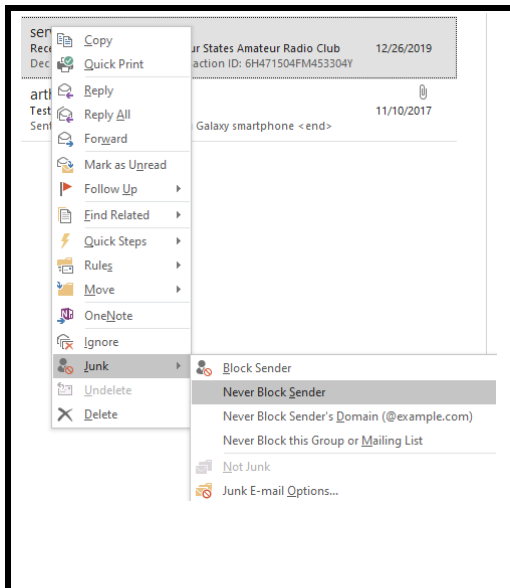 ser
Rece
ur States Amateur Radio Club 12/26/2019
Dec
action ID: 6H471504FM453304Y
art
Test
11/10/2017
Sent
Galaxy smartphone <end>
Copy
Quick Print
Reply
Reply All
Forward
Mark as Unread
Follow Up
Find Related
Quick Steps
Rules
Move
OneNote
Ignore
Junk
Undelete
Delete
Block Sender
Never Block Sender
Never Block Sender's Domain (@example.com)
Never Block this Group or Mailing List
Not Junk
Junk E-mail Options...